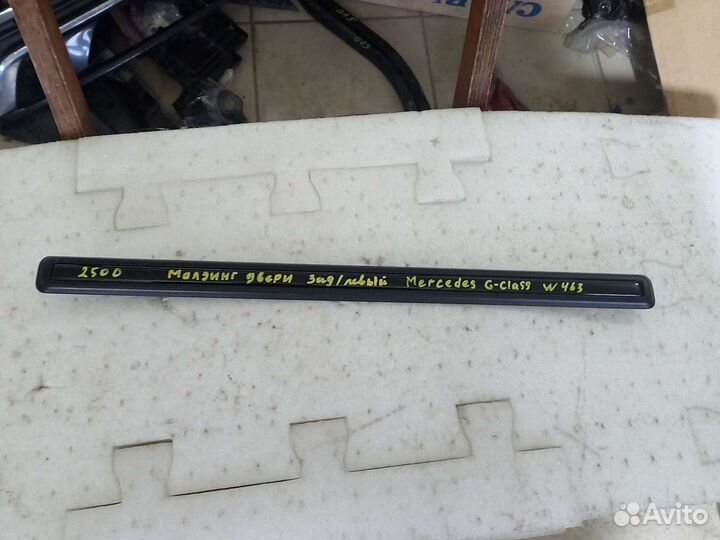 2500 Молдинг двери зад/левый Mercedes G-Class W463
Avito